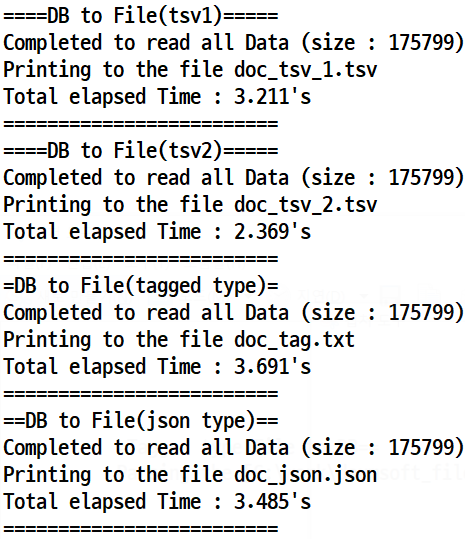 ====DB to File(tsv1)=====
Completed to read all Data (size : 175799)
Printing to the file doc_tsv_1.tsv
Total elapsed Time : 3.211's
=========================
====DB to File(tsv2)=====
Completed to read all Data (size : 175799)
Printing to the file doc_tsv_2.tsv
Total elapsed Time : 2.369's
=========================
=DB to File(tagged type)=
Completed to read all Data (size : 175799)
Printing to the file doc_tag.txt
Total elapsed Time : 3.691's
=========================
==DB to File(json type)==
Completed to read all Data (size : 175799)
Printing to the file doc_json.json
Total elapsed Time : 3.485's
=========================